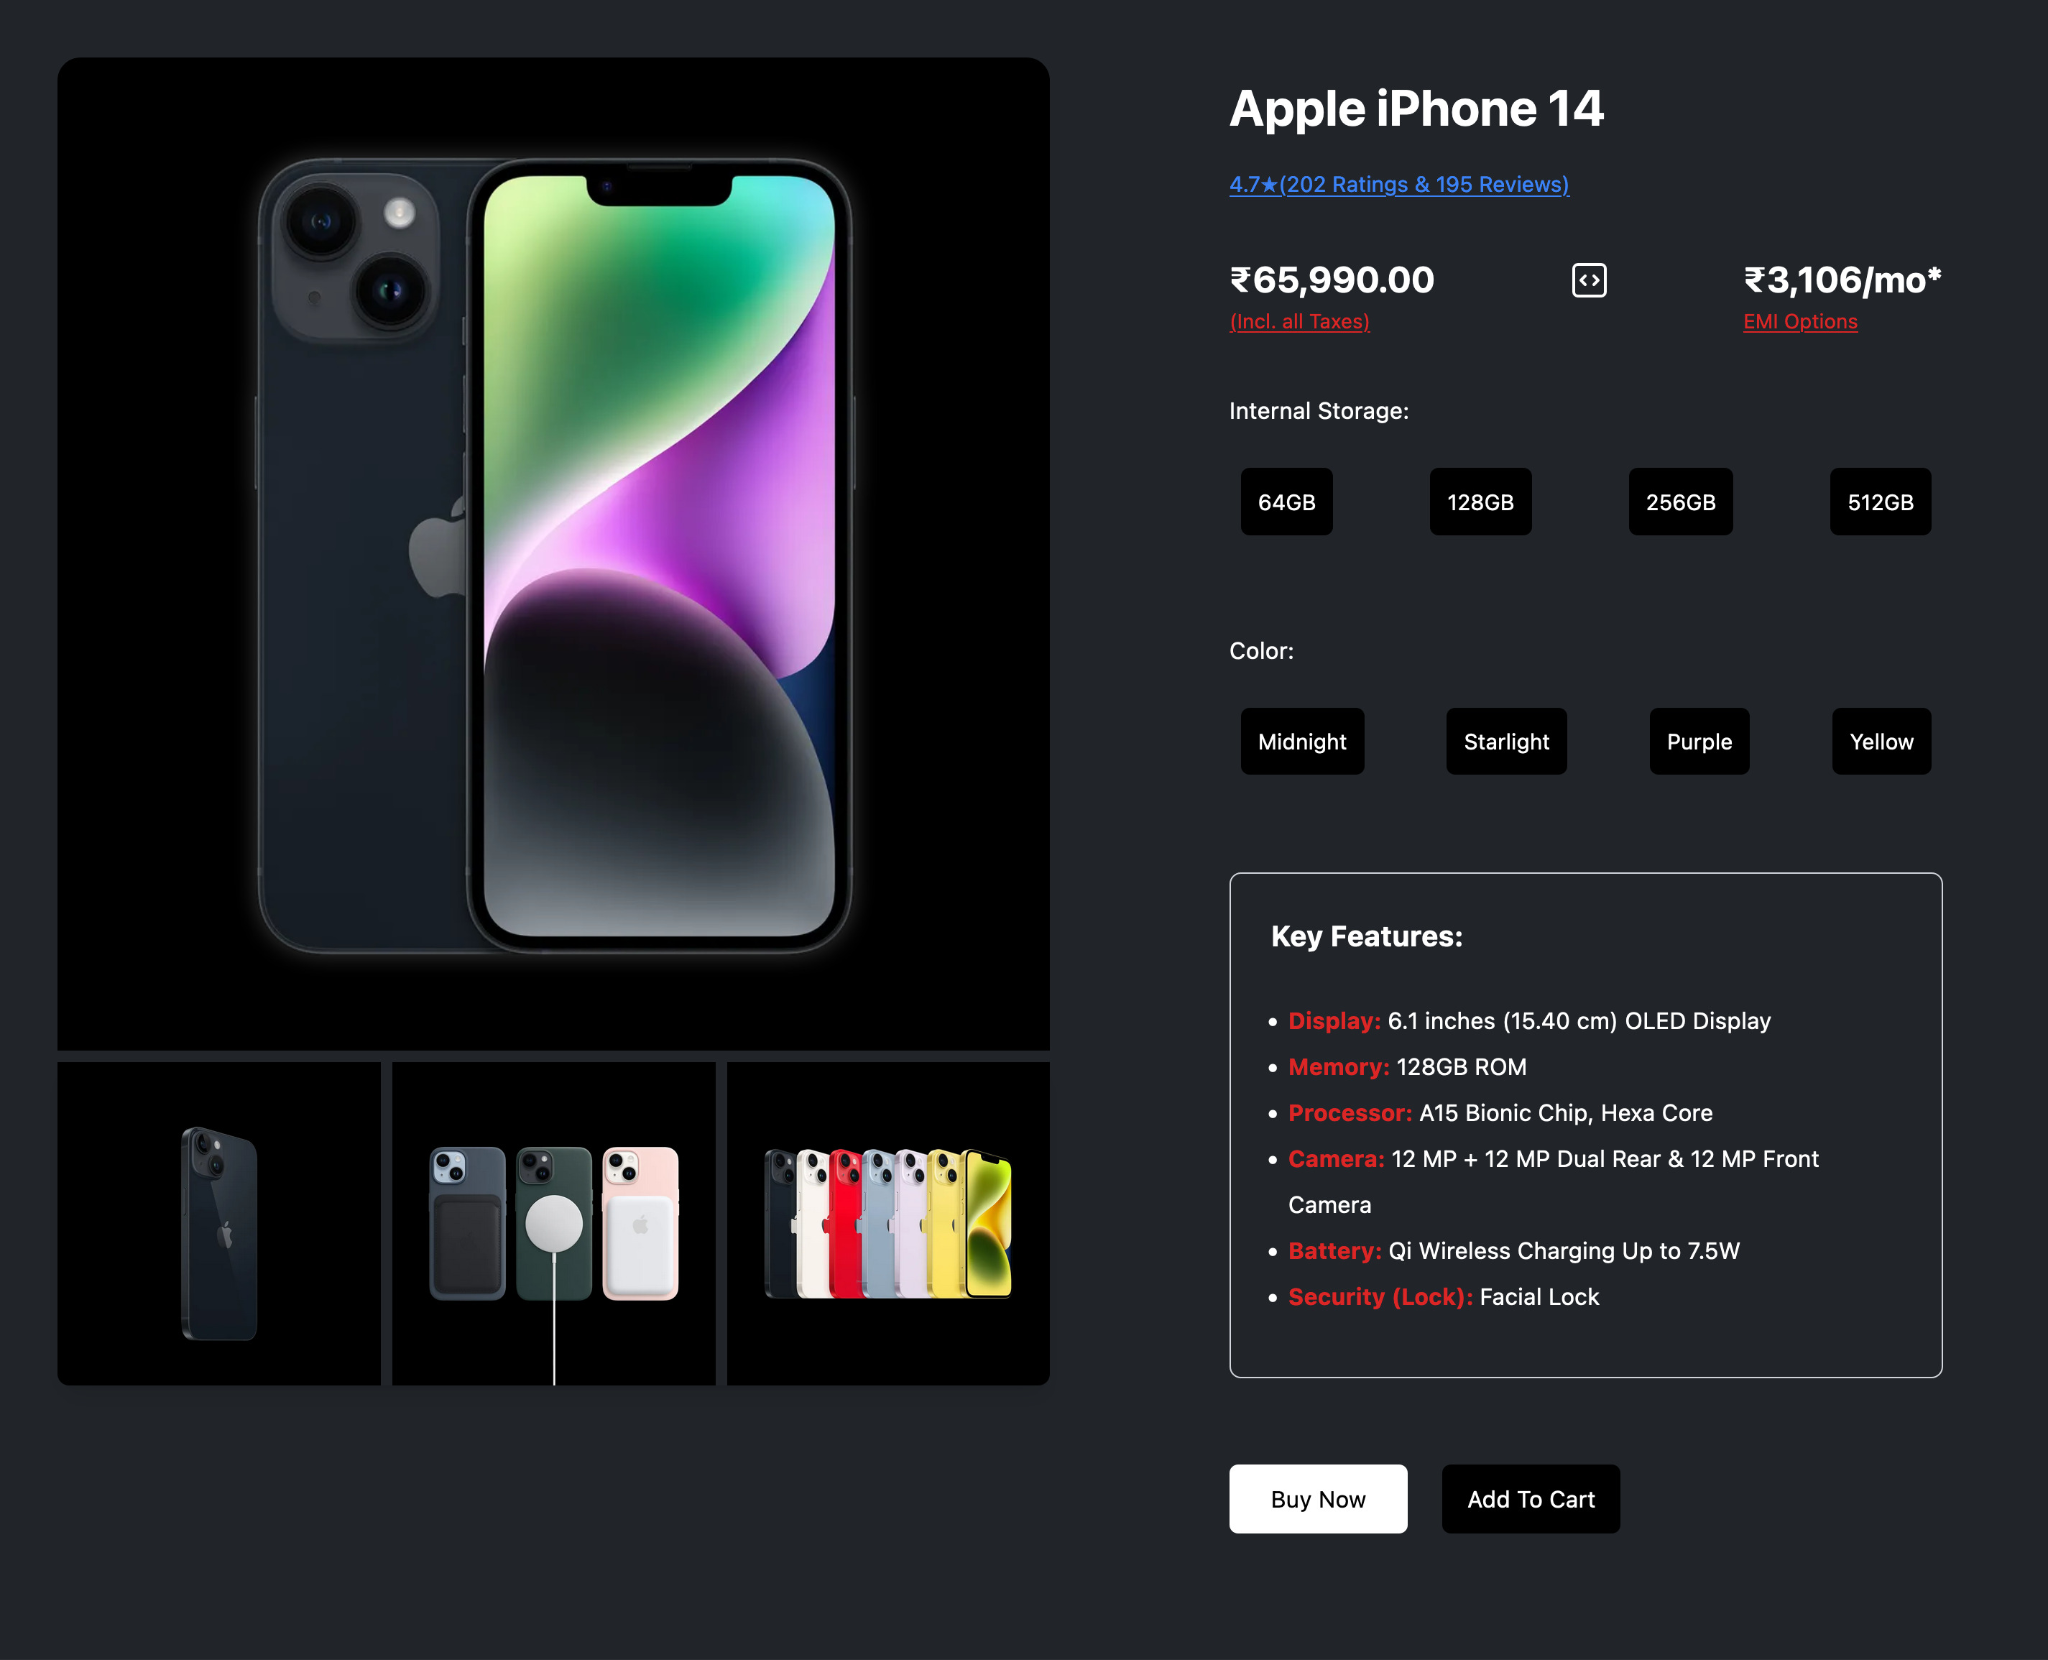 Apple iPhone 14
4.7★(202 Ratings & 195 Reviews)
₹65,990.00
(Incl. all Taxes)
₹3,106/mo*
EMI Options
Internal Storage:
64GB
128GB
256GB
512GB
Color:
Midnight
Starlight
Purple
Yellow
Key Features:
• Display: 6.1 inches (15.40 cm) OLED Display
• Memory: 128GB ROM
• Processor: A15 Bionic Chip, Hexa Core
• Camera: 12 MP + 12 MP Dual Rear & 12 MP Front
Camera
• Battery: Qi Wireless Charging Up to 7.5W
• Security (Lock): Facial Lock
Buy Now
Add To Cart